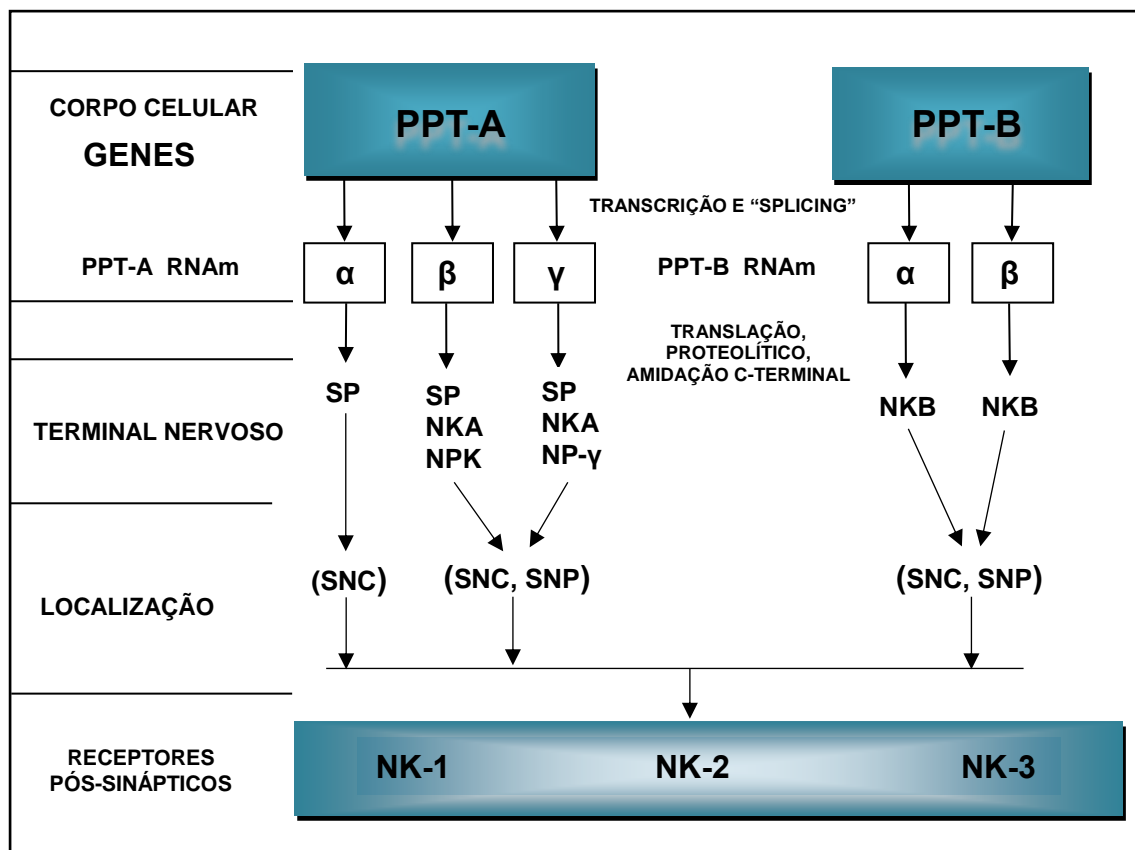 CORPO CELULAR
GENES
PPT-A
PPT-B
TRANSCRIÇÃO E “SPLICING”
PPT-A RNAm
α
β
γ
PPT-B RNAm
α
β
TRANSLAÇÃO,
PROTEOLÍTICO,
AMIDAÇÃO C-TERMINAL
TERMINAL NERVOSO
SP
SP
NKA
NPK
SP
NKA
NP-γ
NKB
NKB
LOCALIZAÇÃO
(SNC)
(SNC, SNP)
(SNC, SNP)
RECEPTORES
PÓS-SINÁPTICOS
NK-1
NK-2
NK-3